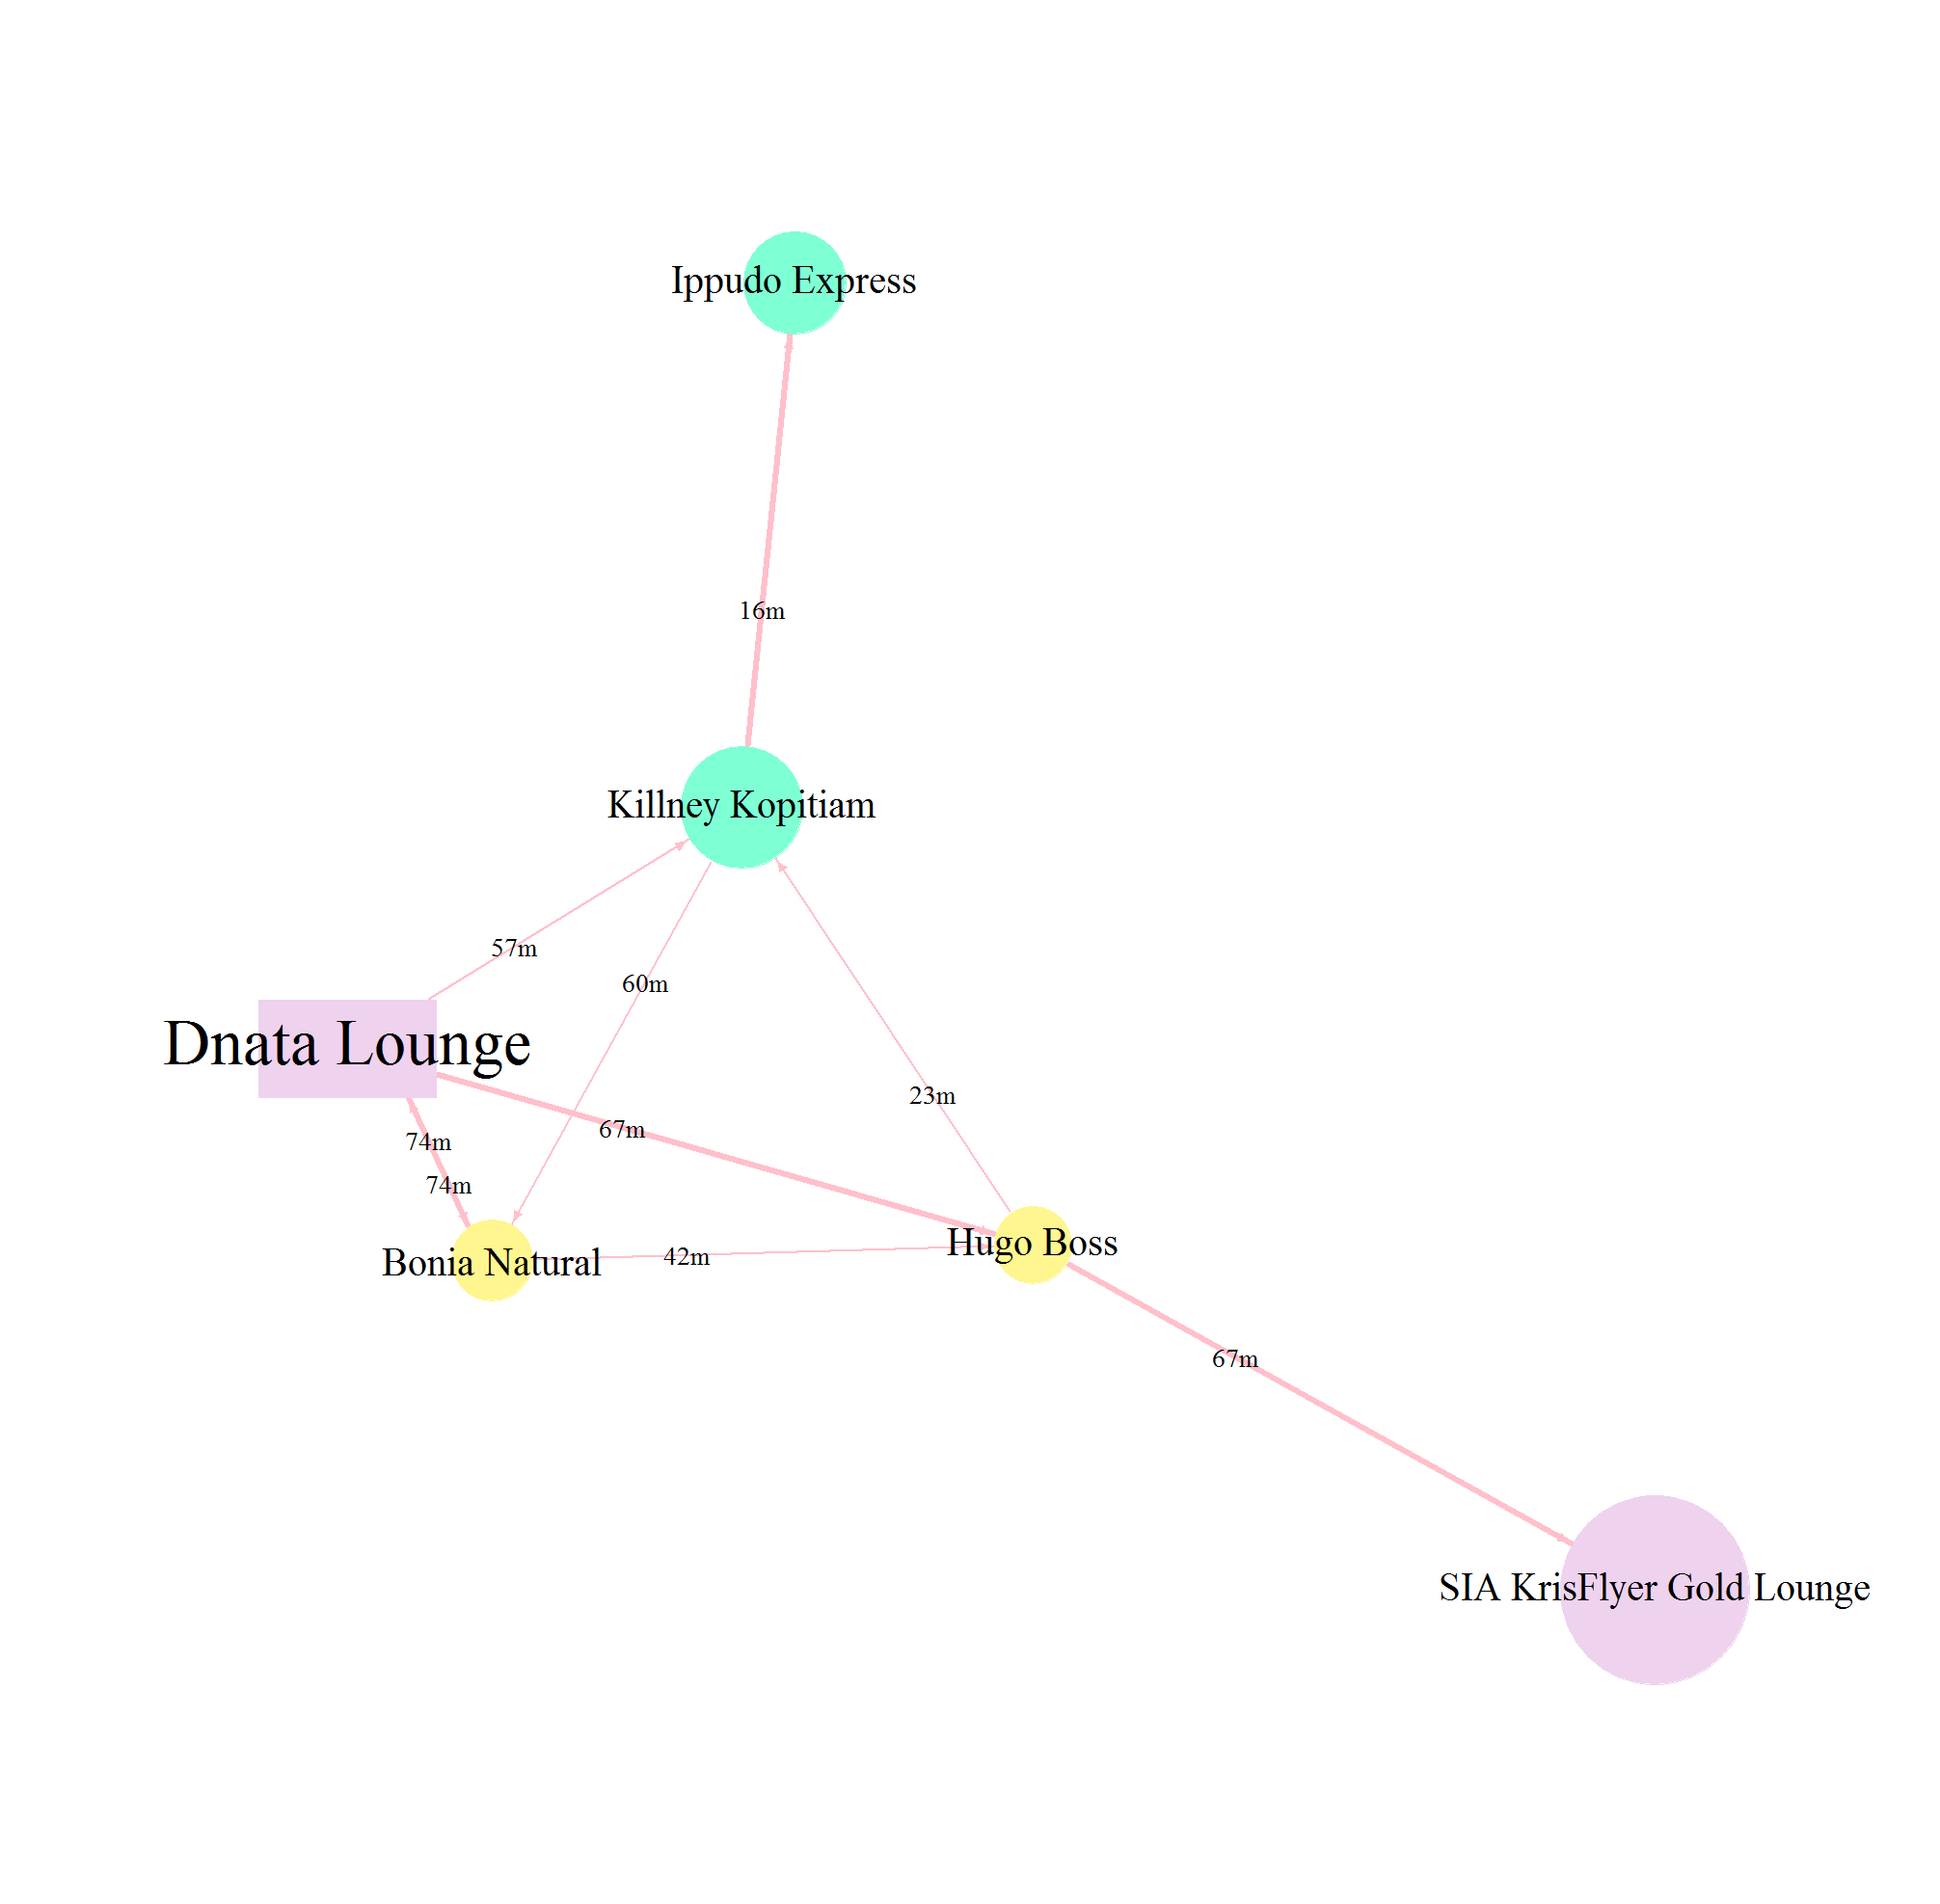 Ippudo Express
16m
Killney Kopitiam
57m
60m
Dnata Lounge
23m
67m
74m
74m
Hugo Boss
42m
Bonia Natural
67m
SIA KrisFlyer Gold Lounge